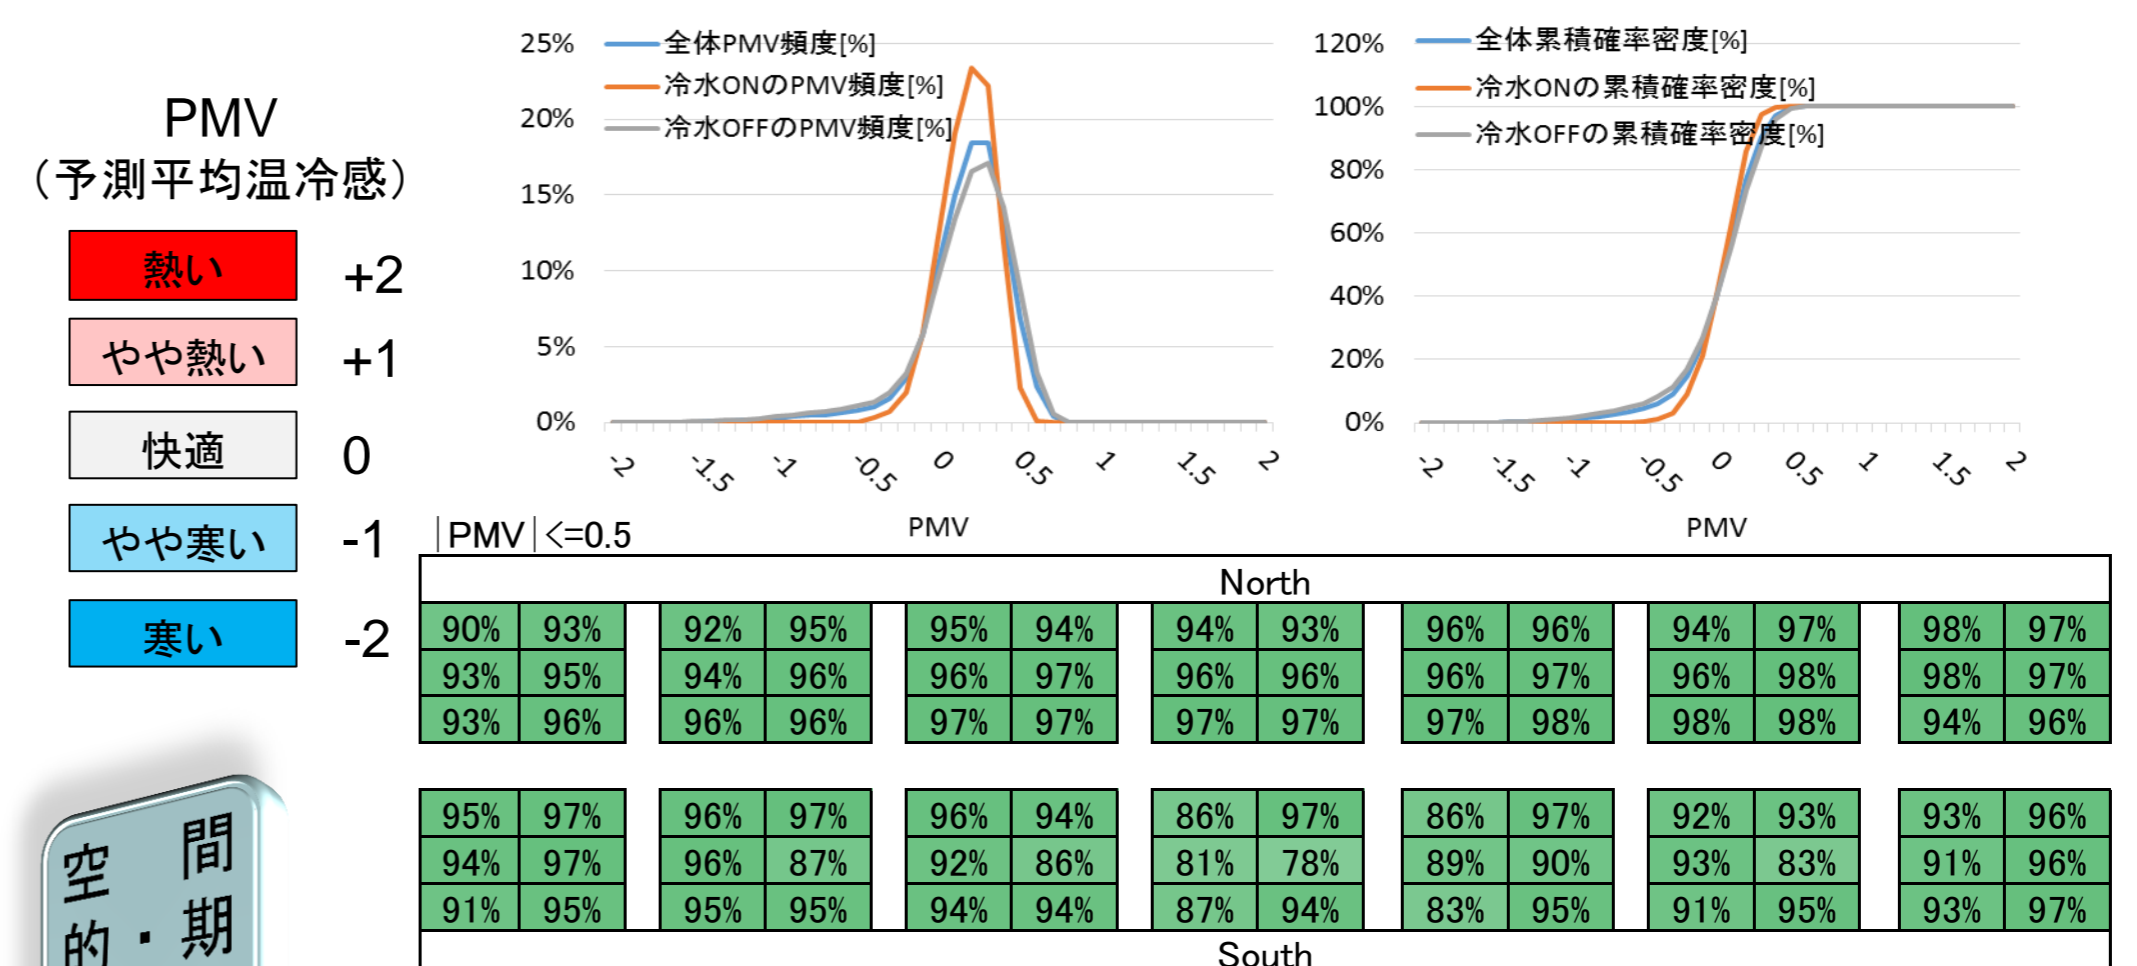 PMV
（予測平均温冷感）
熱い +2
やや熱い +1
快適 0
やや寒い -1
寒い -2
全体PMV頻度[%]
冷水ONのPMV頻度[%]
冷水OFFのPMV頻度[%]
25%
20%
15%
10%
5%
0%
-2 -1.5 -1 -0.5 0 0.5 1 1.5 2
PMV
全体累積確率密度[%]
冷水ONの累積確率密度[%]
冷水OFFの累積確率密度[%]
120%
100%
80%
60%
40%
20%
0%
-2 -1.5 -1 -0.5 0 0.5 1 1.5 2
PMV
|PMV|<=0.5
North
90% 93% 92% 95% 95% 94% 94% 93% 96% 96% 94% 97% 98% 97%
93% 95% 94% 96% 96% 97% 96% 96% 96% 97% 96% 98% 98% 97%
93% 96% 96% 96% 97% 97% 97% 97% 97% 98% 98% 98% 94% 96%
95% 97% 96% 97% 96% 94% 86% 97% 86% 97% 92% 93% 93% 96%
94% 97% 96% 87% 92% 86% 81% 78% 89% 90% 93% 83% 91% 96%
91% 95% 95% 95% 94% 94% 87% 94% 83% 95% 91% 95% 93% 97%
South
空間
的・期